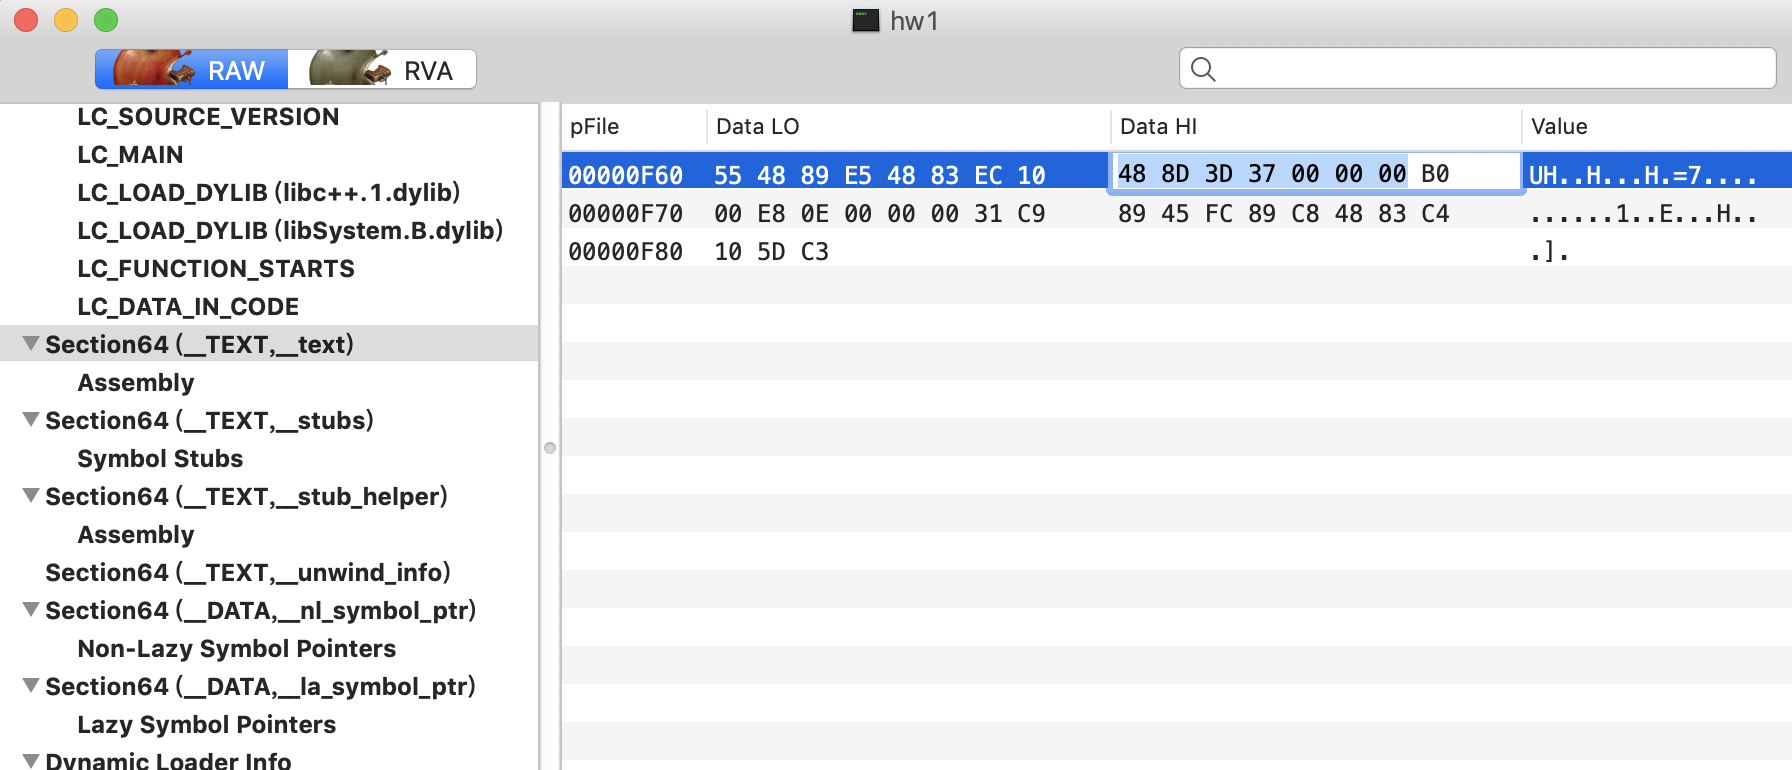 hw1
RAW RVA
LC_SOURCE_VERSION
LC_MAIN
LC_LOAD_DYLIB (libc++.1.dylib)
LC_LOAD_DYLIB (libSystem.B.dylib)
LC_FUNCTION_STARTS
LC_DATA_IN_CODE
Section64 (__TEXT,__text)
Assembly
Section64 (__TEXT,__stubs)
Symbol Stubs
Section64 (__TEXT,__stub_helper)
Assembly
Section64 (__TEXT,__unwind_info)
Section64 (__DATA,__nl_symbol_ptr)
Non-Lazy Symbol Pointers
Section64 (__DATA,__la_symbol_ptr)
Lazy Symbol Pointers
Dynamic Loader Info
pFile Data LO Data HI Value
00000F60 55 48 89 E5 48 83 EC 10 48 8D 3D 37 00 00 00 B0 UH..H...H.=7....
00000F70 00 E8 0E 00 00 00 31 C9 89 45 FC 89 C8 48 83 C4 ......1..E...H..
00000F80 10 5D C3 .].